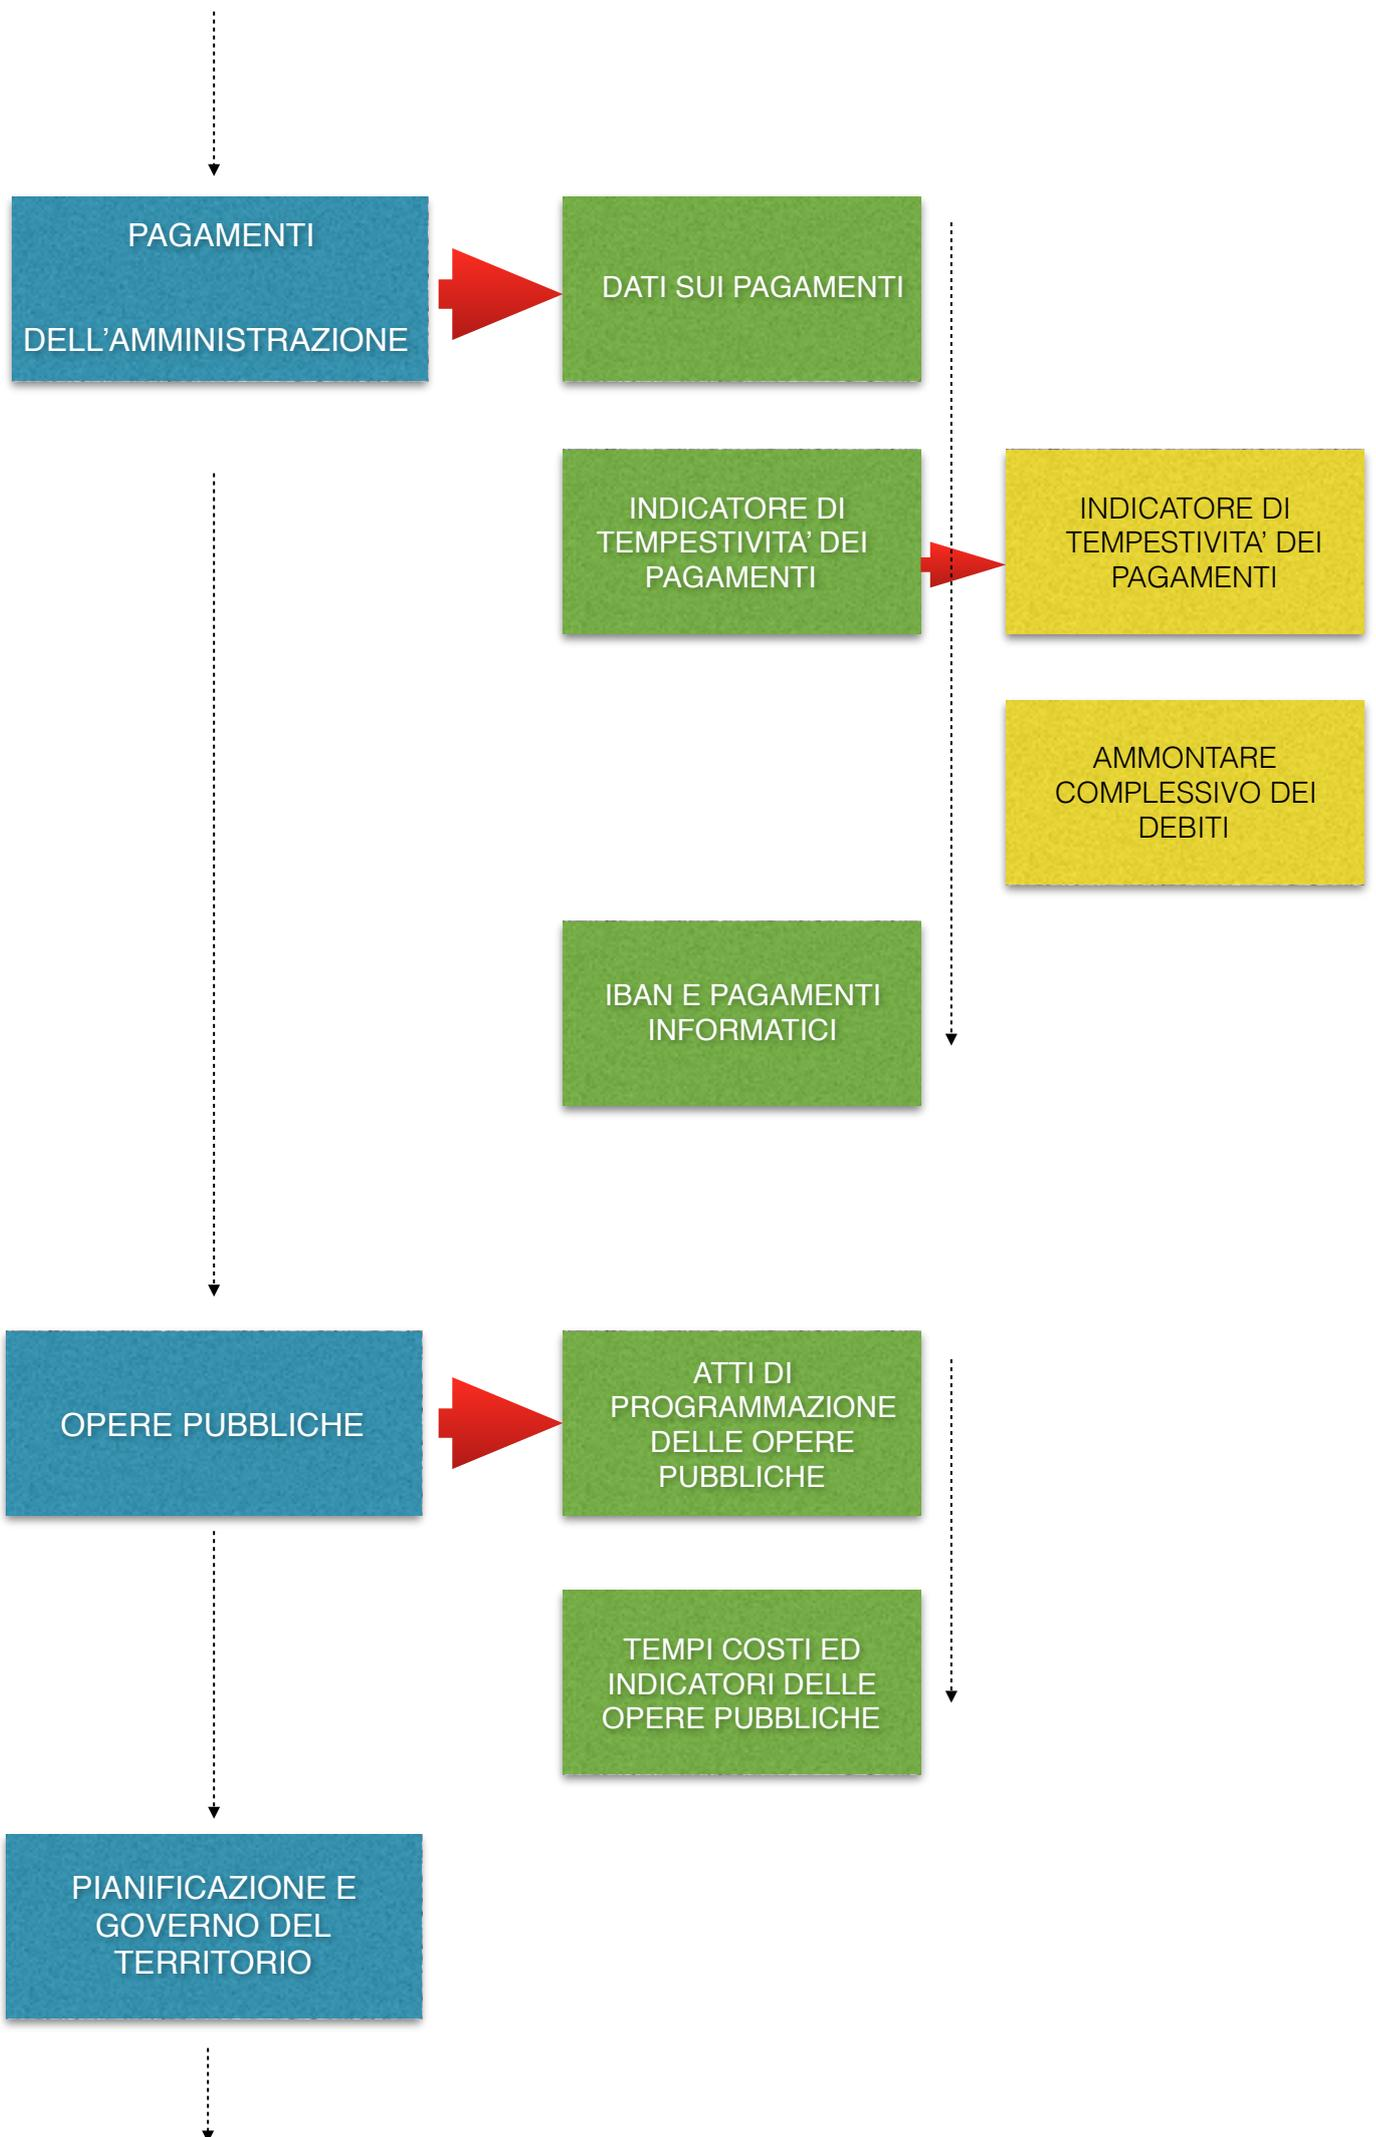 PAGAMENTI
DELL’AMMINISTRAZIONE
DATI SUI PAGAMENTI
INDICATORE DI
TEMPESTIVITA’ DEI
PAGAMENTI
INDICATORE DI
TEMPESTIVITA’ DEI
PAGAMENTI
AMMONTARE
COMPLESSIVO DEI
DEBITI
IBAN E PAGAMENTI
INFORMATICI
OPERE PUBBLICHE
ATTI DI
PROGRAMMAZIONE
DELLE OPERE
PUBBLICHE
TEMPI COSTI ED
INDICATORI DELLE
OPERE PUBBLICHE
PIANIFICAZIONE E
GOVERNO DEL
TERRITORIO